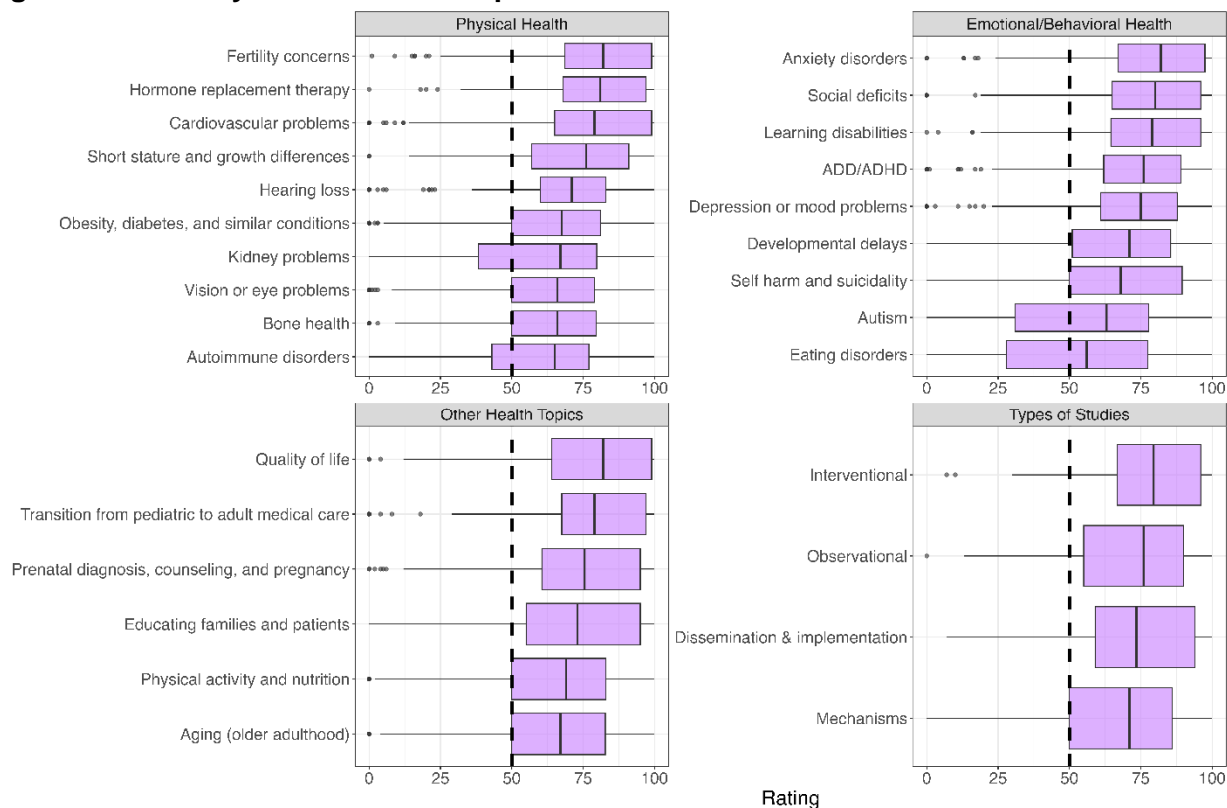 Physical Health
Fertility concerns
Hormone replacement therapy
Cardiovascular problems
Short stature and growth differences
Hearing loss
Obesity, diabetes, and similar conditions
Kidney problems
Vision or eye problems
Bone health
Autoimmune disorders
0 25 50 75 100
Emotional/Behavioral Health
Anxiety disorders
Social deficits
Learning disabilities
ADD/ADHD
Depression or mood problems
Developmental delays
Self harm and suicidality
Autism
Eating disorders
0 25 50 75 100
Other Health Topics
Quality of life
Transition from pediatric to adult medical care
Prenatal diagnosis, counseling, and pregnancy
Educating families and patients
Physical activity and nutrition
Aging (older adulthood)
0 25 50 75 100
Types of Studies
Interventional
Observational
Dissemination & implementation
Mechanisms
0 25 50 75 100
Rating